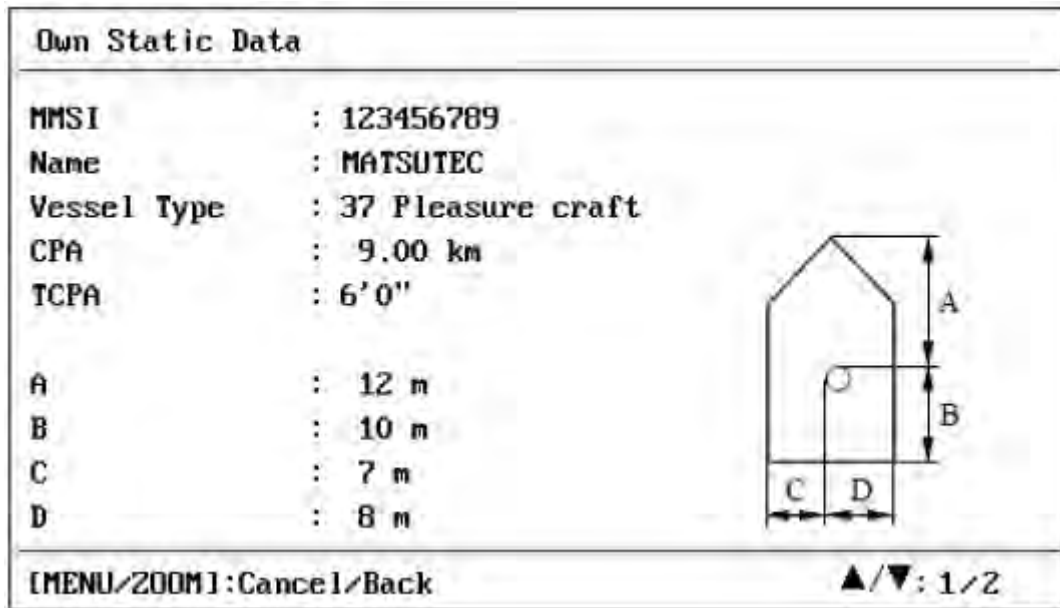 Own Static Data
MMSI : 123456789
Name : MATSUTEC
Vessel Type : 37 Pleasure craft
CPA : 9.00 km
TCPA : 6'0"
A : 12 m
B : 10 m
C : 7 m
D : 8 m
A
B
C D
[MENU/ZOOM]:Cancel/Back ▲/▼: 1/2